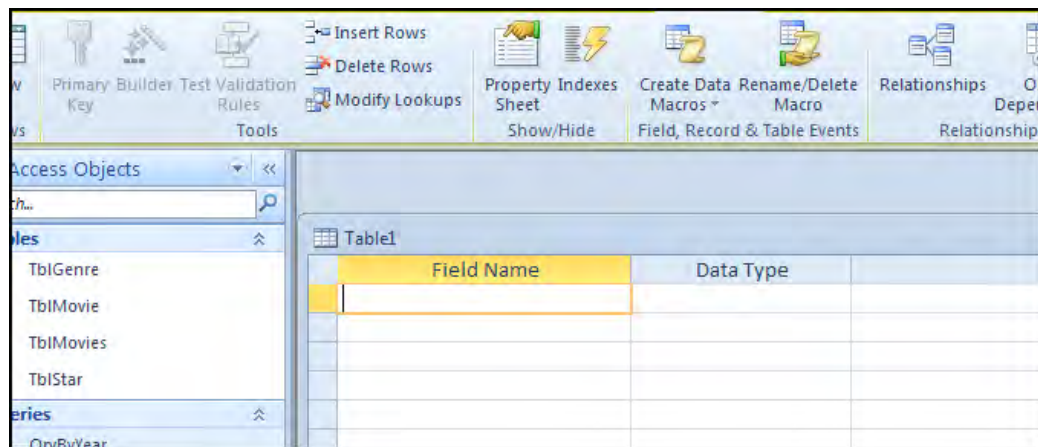 Insert Rows
Delete Rows
Modify Lookups
Primary Key
Builder
Test Validation Rules
Property Sheet
Indexes
Create Data Macros
Rename/Delete Macro
Relationships
Tools
Show/Hide
Field, Record & Table Events
Relationship
Access Objects
Table1
Field Name Data Type
TblGenre
TblMovie
TblMovies
TblStar
QryByYear